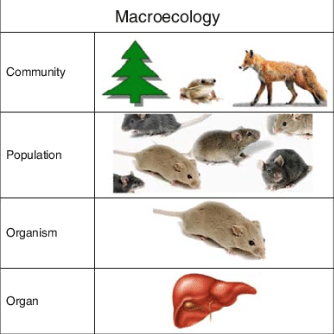 Macroecology
Community
Population
Organism
Organ